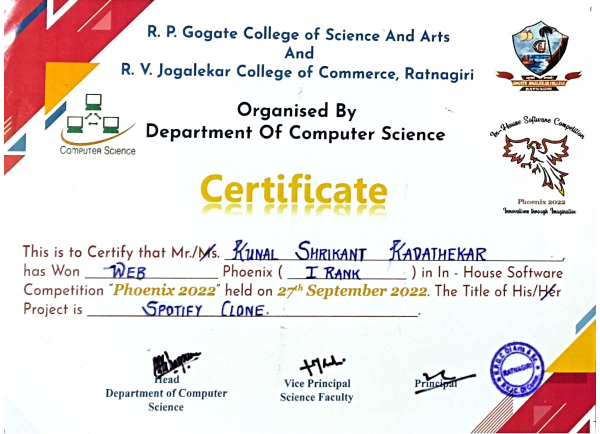 R. P. Gogate College of Science And Arts
And
R. V. Jogalekar College of Commerce, Ratnagiri
GOGATE JOGALEKAR COLLEGE
RATNAGIRI
Organised By
Department Of Computer Science
COMPUTER SCIENCE
In-House Software Competition
Phoenix 2022
Innovations through Imagination
Certificate
This is to Certify that Mr./Ms. KUNAL SHRIKANT KADATHEKAR,
has Won WEB Phoenix ( I RANK ) in In - House Software
Competition "Phoenix 2022" held on 27th September 2022. The Title of His/Her
Project is SPOTIFY CLONE.
Head
Department of Computer
Science
Vice Principal
Science Faculty
Principal
RATNAGIRI